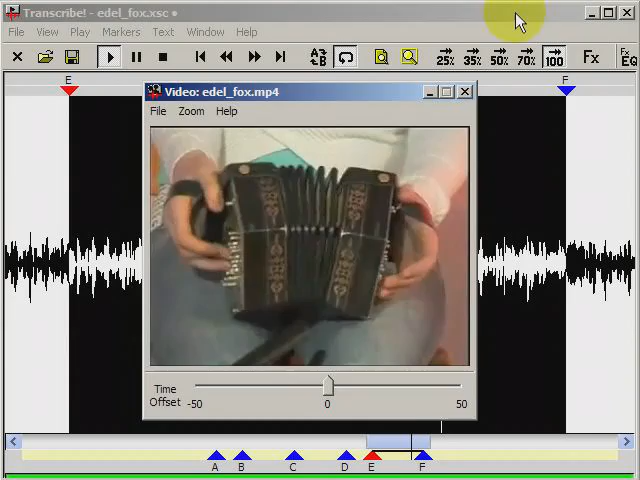 Transcribe! - edel_fox.xsc •
File View Play Markers Text Window Help
A B 25% 35% 50% 70% 100 Fx Fx EQ
E F
Video: edel_fox.mp4
File Zoom Help
Time Offset -50 0 50
A B C D E F